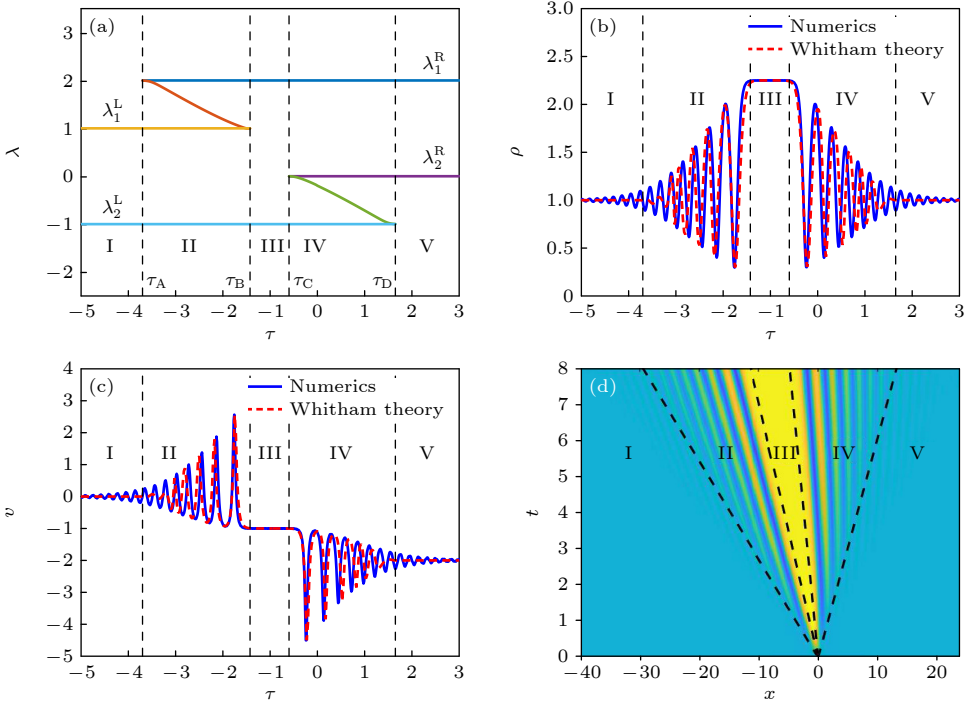 (a)
3
2
1
0
−1
−2
λ
λ₁ᴿ
λ₁ᴸ
λ₂ᴿ
λ₂ᴸ
I II III IV V
τA τB τC τD
−5 −4 −3 −2 −1 0 1 2 3
τ
(b)
Numerics
Whitham theory
3.0
2.5
2.0
1.5
1.0
0.5
0
ρ
I II III IV V
−5 −4 −3 −2 −1 0 1 2 3
τ
(c)
Numerics
Whitham theory
4
3
2
1
0
−1
−2
−3
−4
−5
v
I II III IV V
−5 −4 −3 −2 −1 0 1 2 3
τ
(d)
8
7
6
5
4
3
2
1
0
t
I II III IV V
−40 −30 −20 −10 0 10 20
x